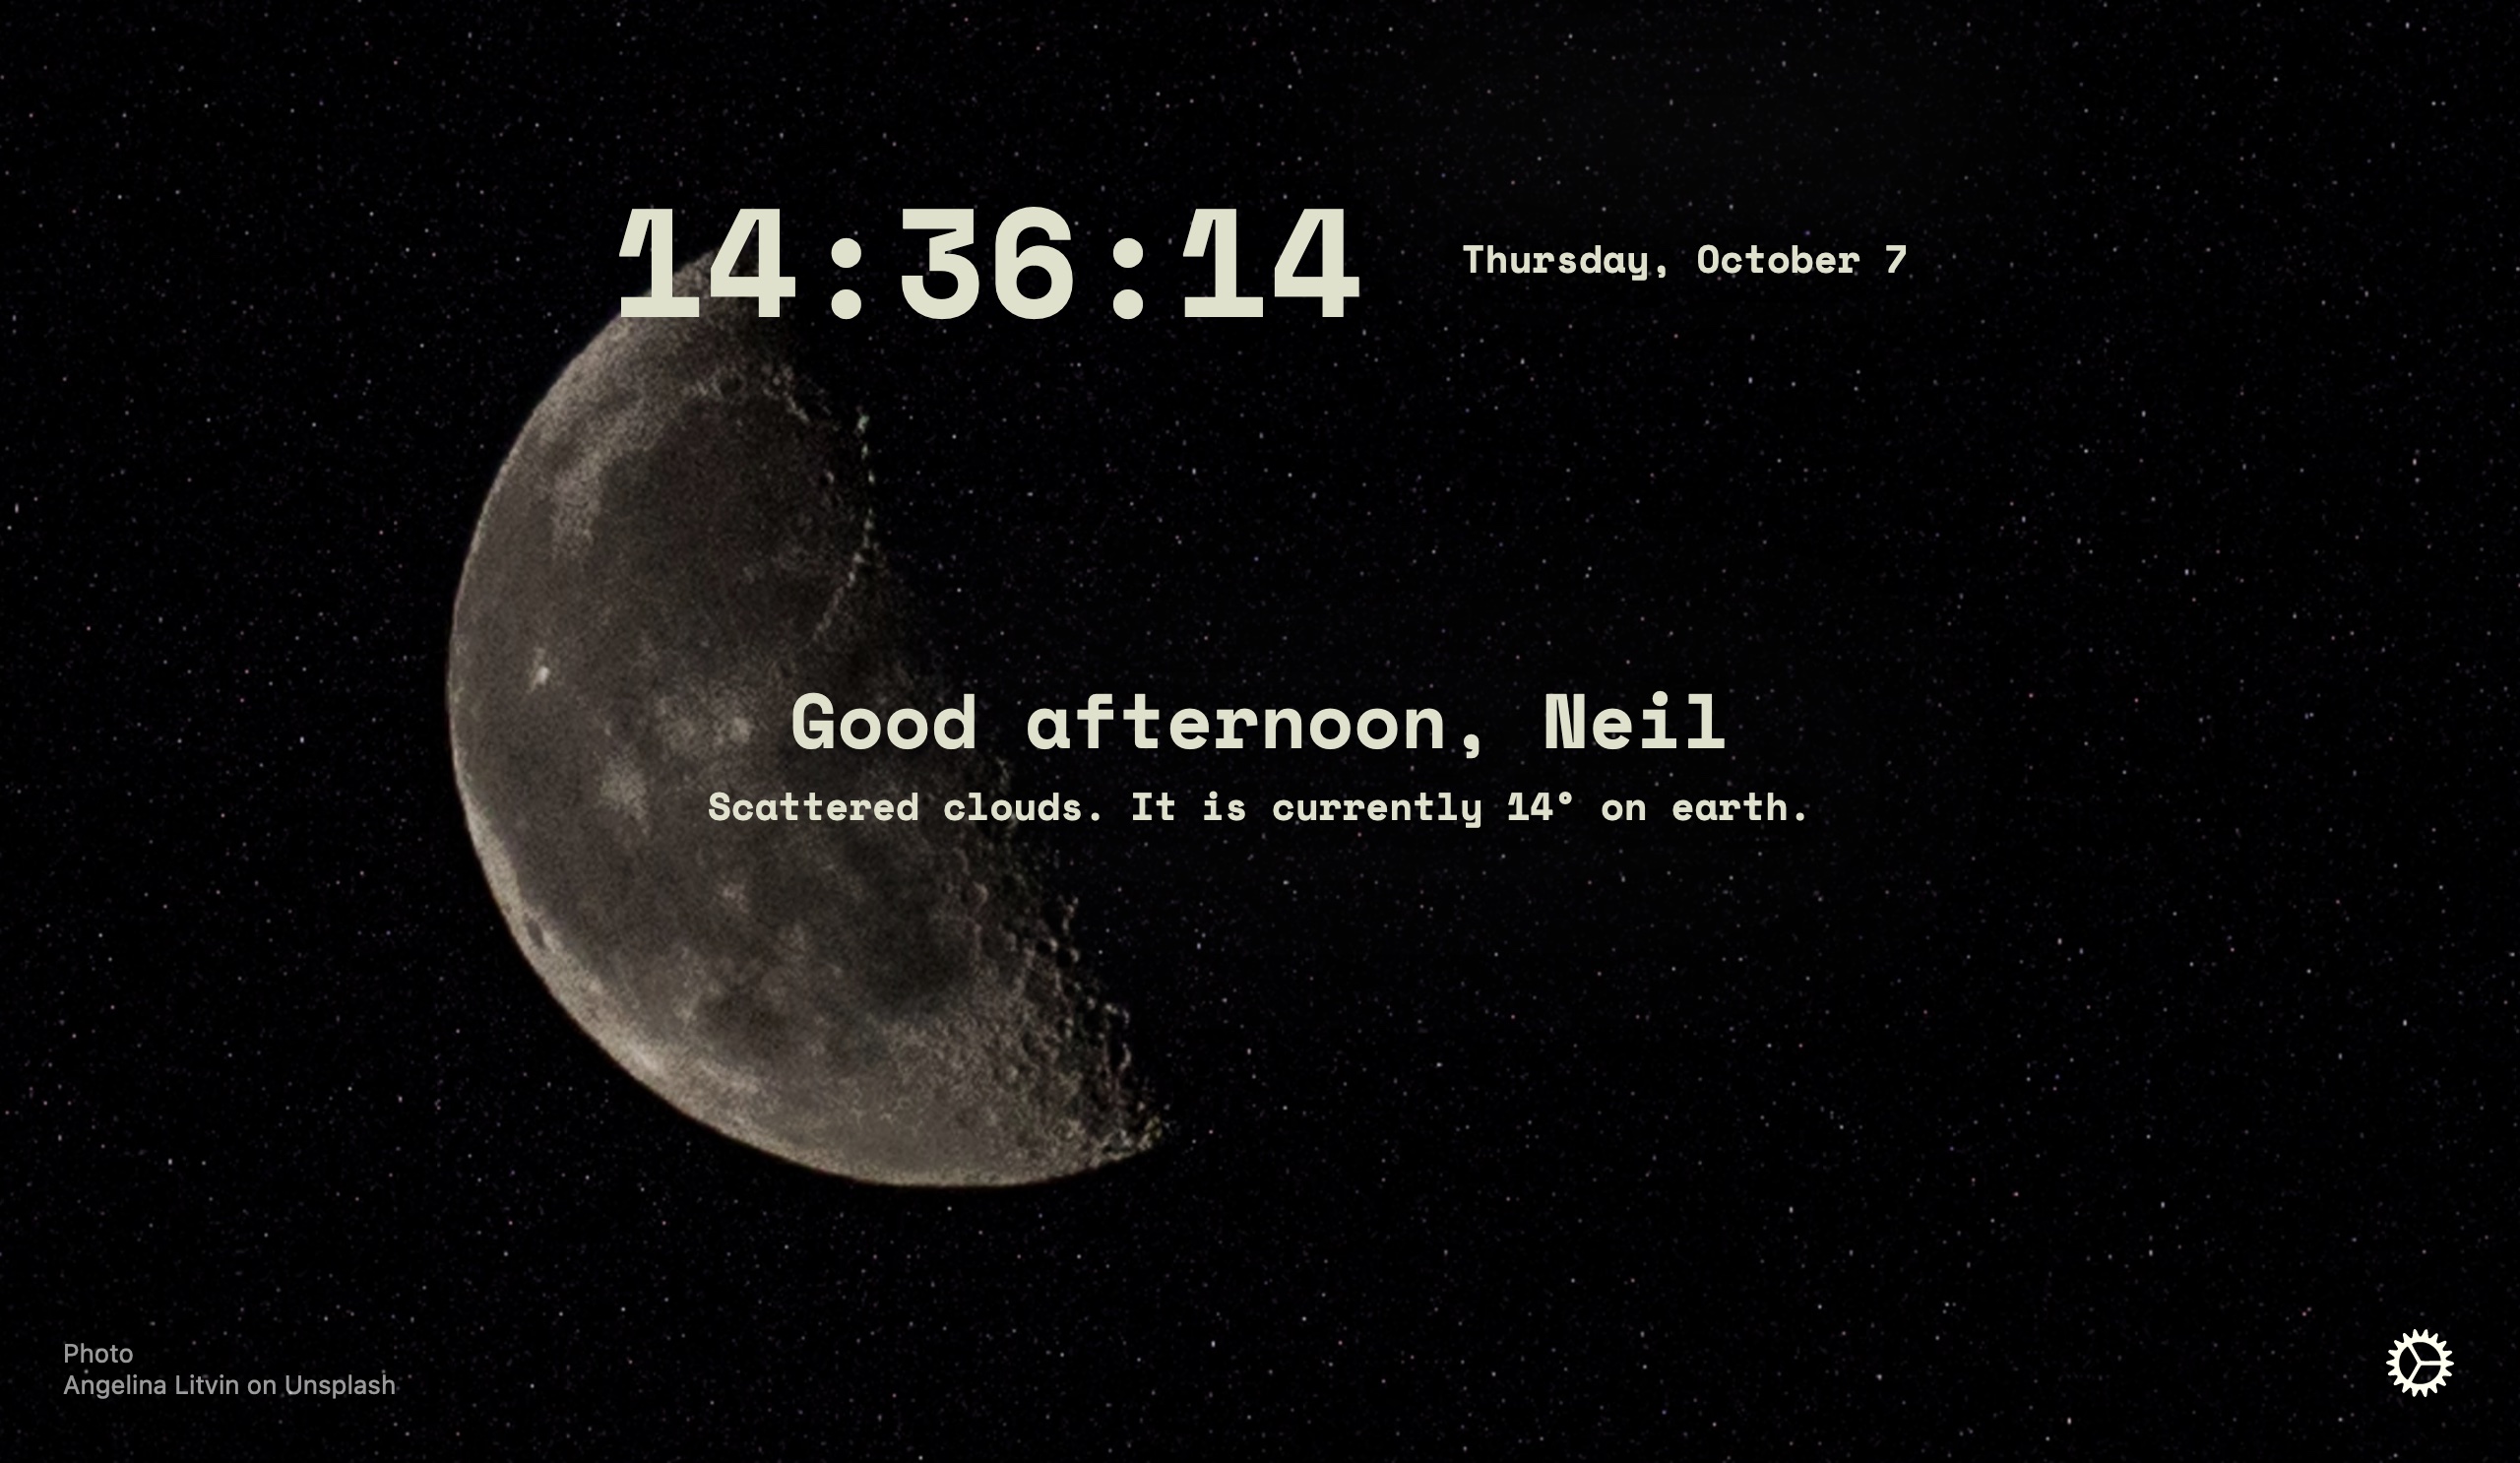 14:36:14
Thursday, October 7
Good afternoon, Neil
Scattered clouds. It is currently 14° on earth.
Photo
Angelina Litvin on Unsplash